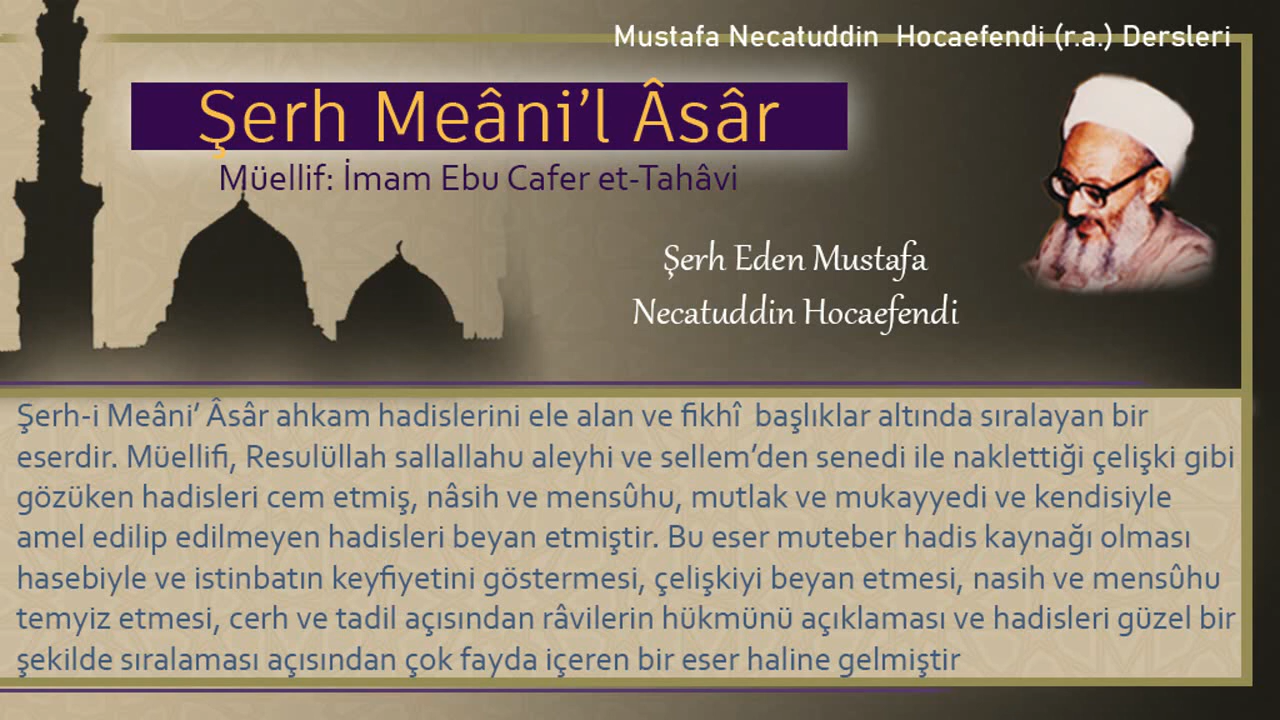 Mustafa Necatuddin Hocaefendi (r.a.) Dersleri
Şerh Meâni’l Âsâr
Müellif: İmam Ebu Cafer et-Tahâvi
Şerh Eden Mustafa
Necatuddin Hocaefendi
Şerh-i Meâni’ Âsâr ahkam hadislerini ele alan ve fikhî başlıklar altında sıralayan bir
eserdir. Müellifi, Resulüllah sallallahu aleyhi ve sellem’den senedi ile naklettiği çelişki gibi
gözüken hadisleri cem etmiş, nâsih ve mensûhu, mutlak ve mukayyedi ve kendisiyle
amel edilip edilmeyen hadisleri beyan etmiştir. Bu eser muteber hadis kaynağı olması
hasebiyle ve istinbatın keyfiyetini göstermesi, çelişkiyi beyan etmesi, nasih ve mensûhu
temyiz etmesi, cerh ve tadil açısından râvilerin hükmünü açıklaması ve hadisleri güzel bir
şekilde sıralaması açısından çok fayda içeren bir eser haline gelmiştir